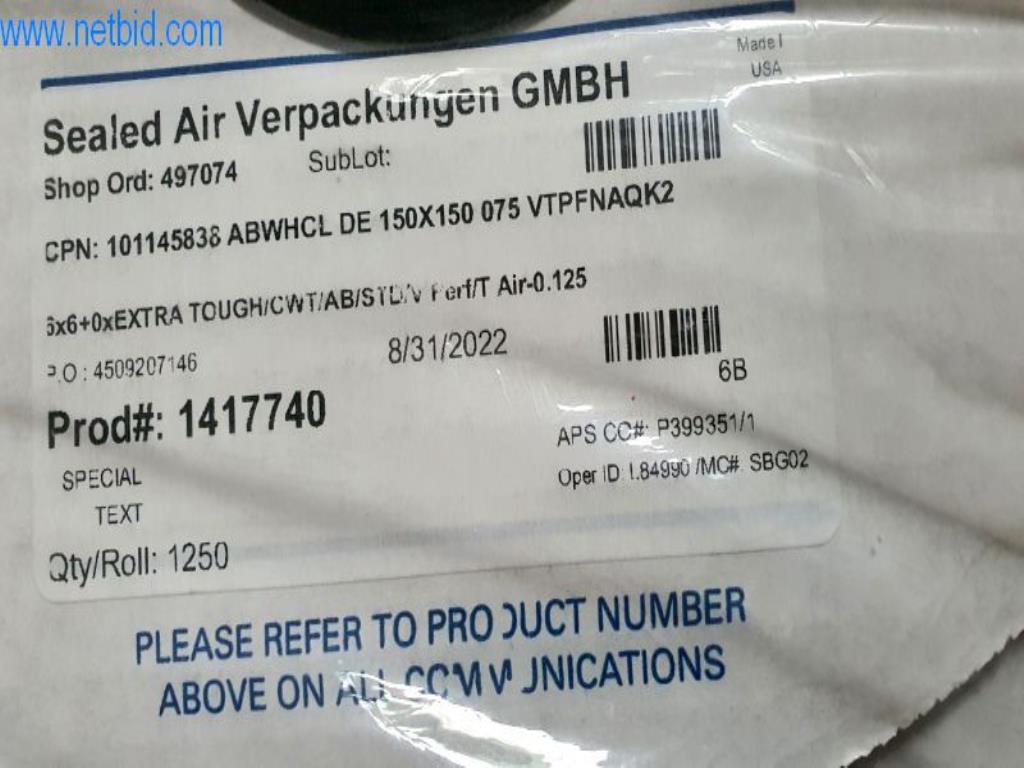 www.netbid.com
Made I
USA
Sealed Air Verpackungen GMBH
Shop Ord: 497074 SubLot:
CPN: 101145838 ABWHCL DE 150X150 075 VTPFNAQK2
6x6+0xEXTRA TOUGH/CWT/AB/STD/V Perf/T Air-0.125
P.O : 4509207146 8/31/2022
6B
Prod#: 1417740
APS CC#: P399351/1
SPECIAL
Oper ID: /MC#: SBG02
TEXT
Qty/Roll: 1250
PLEASE REFER TO PRODUCT NUMBER
ABOVE ON ALL COMMUNICATIONS